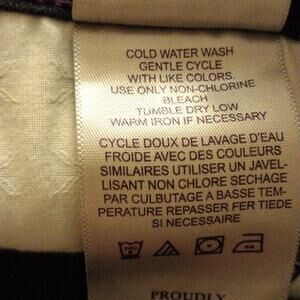 COLD WATER WASH
GENTLE CYCLE
WITH LIKE COLORS.
USE ONLY NON-CHLORINE
BLEACH
TUMBLE DRY LOW
WARM IRON IF NECESSARY
CYCLE DOUX DE LAVAGE D'EAU
FROIDE AVEC DES COULEURS
SIMILAIRES UTILISER UN JAVEL-
LISANT NON CHLORE SECHAGE
PAR CULBUTAGE A BASSE TEM-
PERATURE REPASSER FER TIEDE
SI NECESSAIRE
PROUDLY